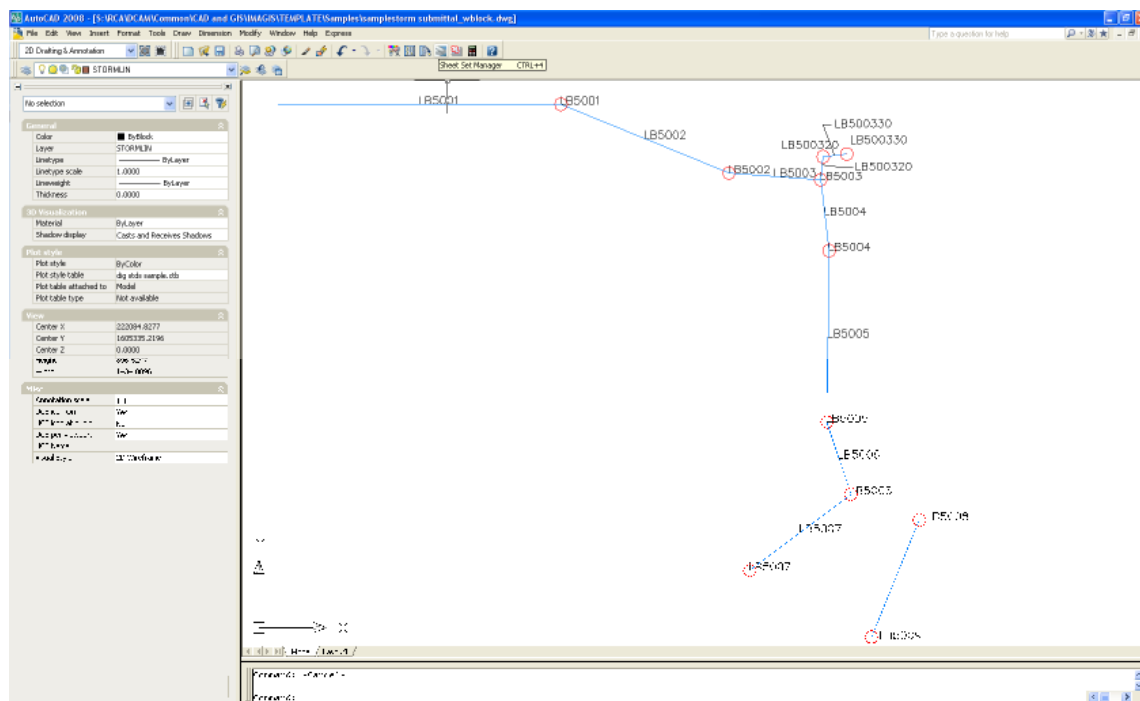 AutoCAD 2008 - [S:\RCA\DCAM\Common\CAD and GIS\IMAGIS\TEMPLATE\Samples\samplestorm submittal_wblock.dwg]
File Edit View Insert Format Tools Draw Dimension Modify Window Help Express
Type a question for help
2D Drafting & Annotation
Sheet Set Manager CTRL+4
STORMLIN
No selection
General
Color ByBlock
Layer STORMLIN
Linetype ByLayer
Linetype scale 1.0000
Lineweight ByLayer
Thickness 0.0000
3D Visualization
Material ByLayer
Shadow display Casts and Receives Shadows
Plot style
Plot style ByColor
Plot style table dig stds sample.stb
Plot table attached to Model
Plot table type Not available
View
Center X 222084.8277
Center Y 1605335.2196
Center Z 0.0000
Misc
Annotation scale
2D Wireframe
LB5001
LB5001
LB5002
LB5002
LB5003
LB5003
LB500330
LB500330
LB500320
LB500320
LB5004
LB5004
LB5005
LB5006
LB5007
X
Command:
Command: